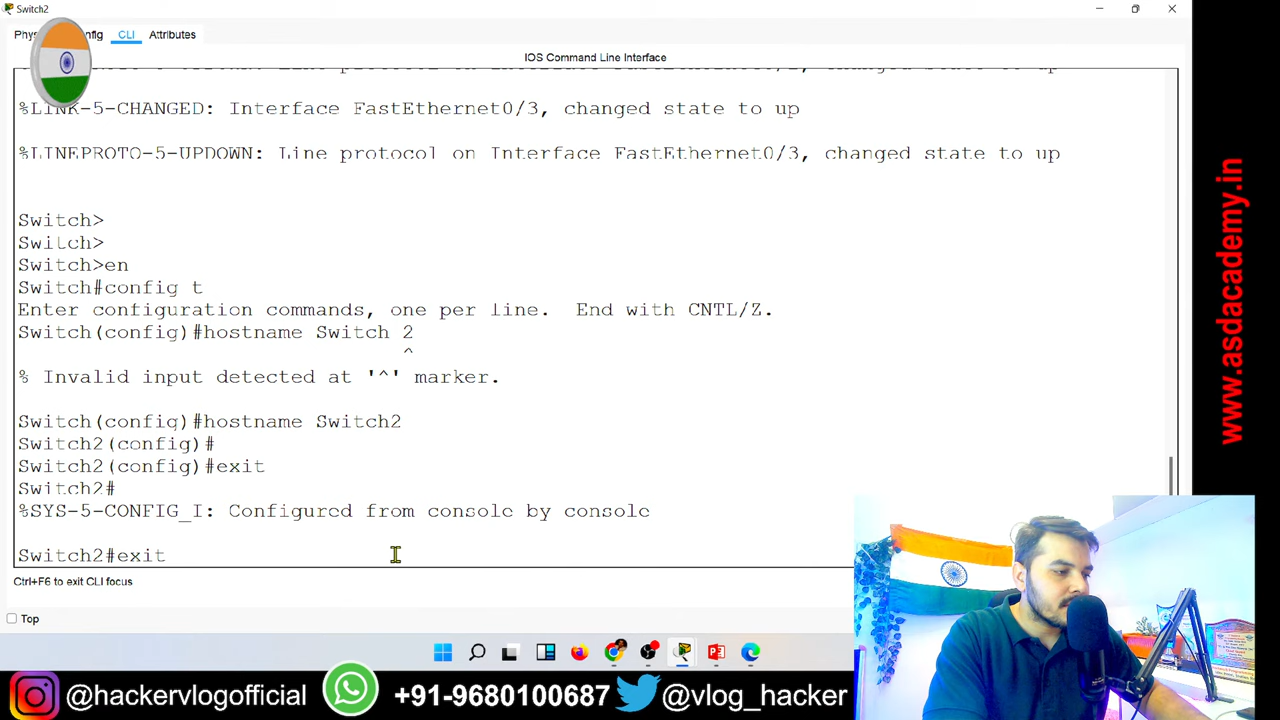 Switch2
CLI
Attributes
IOS Command Line Interface
%LINK-5-CHANGED: Interface FastEthernet0/3, changed state to up
%LINEPROTO-5-UPDOWN: Line protocol on Interface FastEthernet0/3, changed state to up
Switch>
Switch>
Switch>en
Switch#config t
Enter configuration commands, one per line. End with CNTL/Z.
Switch(config)#hostname Switch 2
^
% Invalid input detected at '^' marker.
Switch(config)#hostname Switch2
Switch2(config)#
Switch2(config)#exit
Switch2#
%SYS-5-CONFIG_I: Configured from console by console
Switch2#exit
Ctrl+F6 to exit CLI focus
Top
www.asdacademy.in
@hackervlogofficial
+91-9680100687
@vlog_hacker